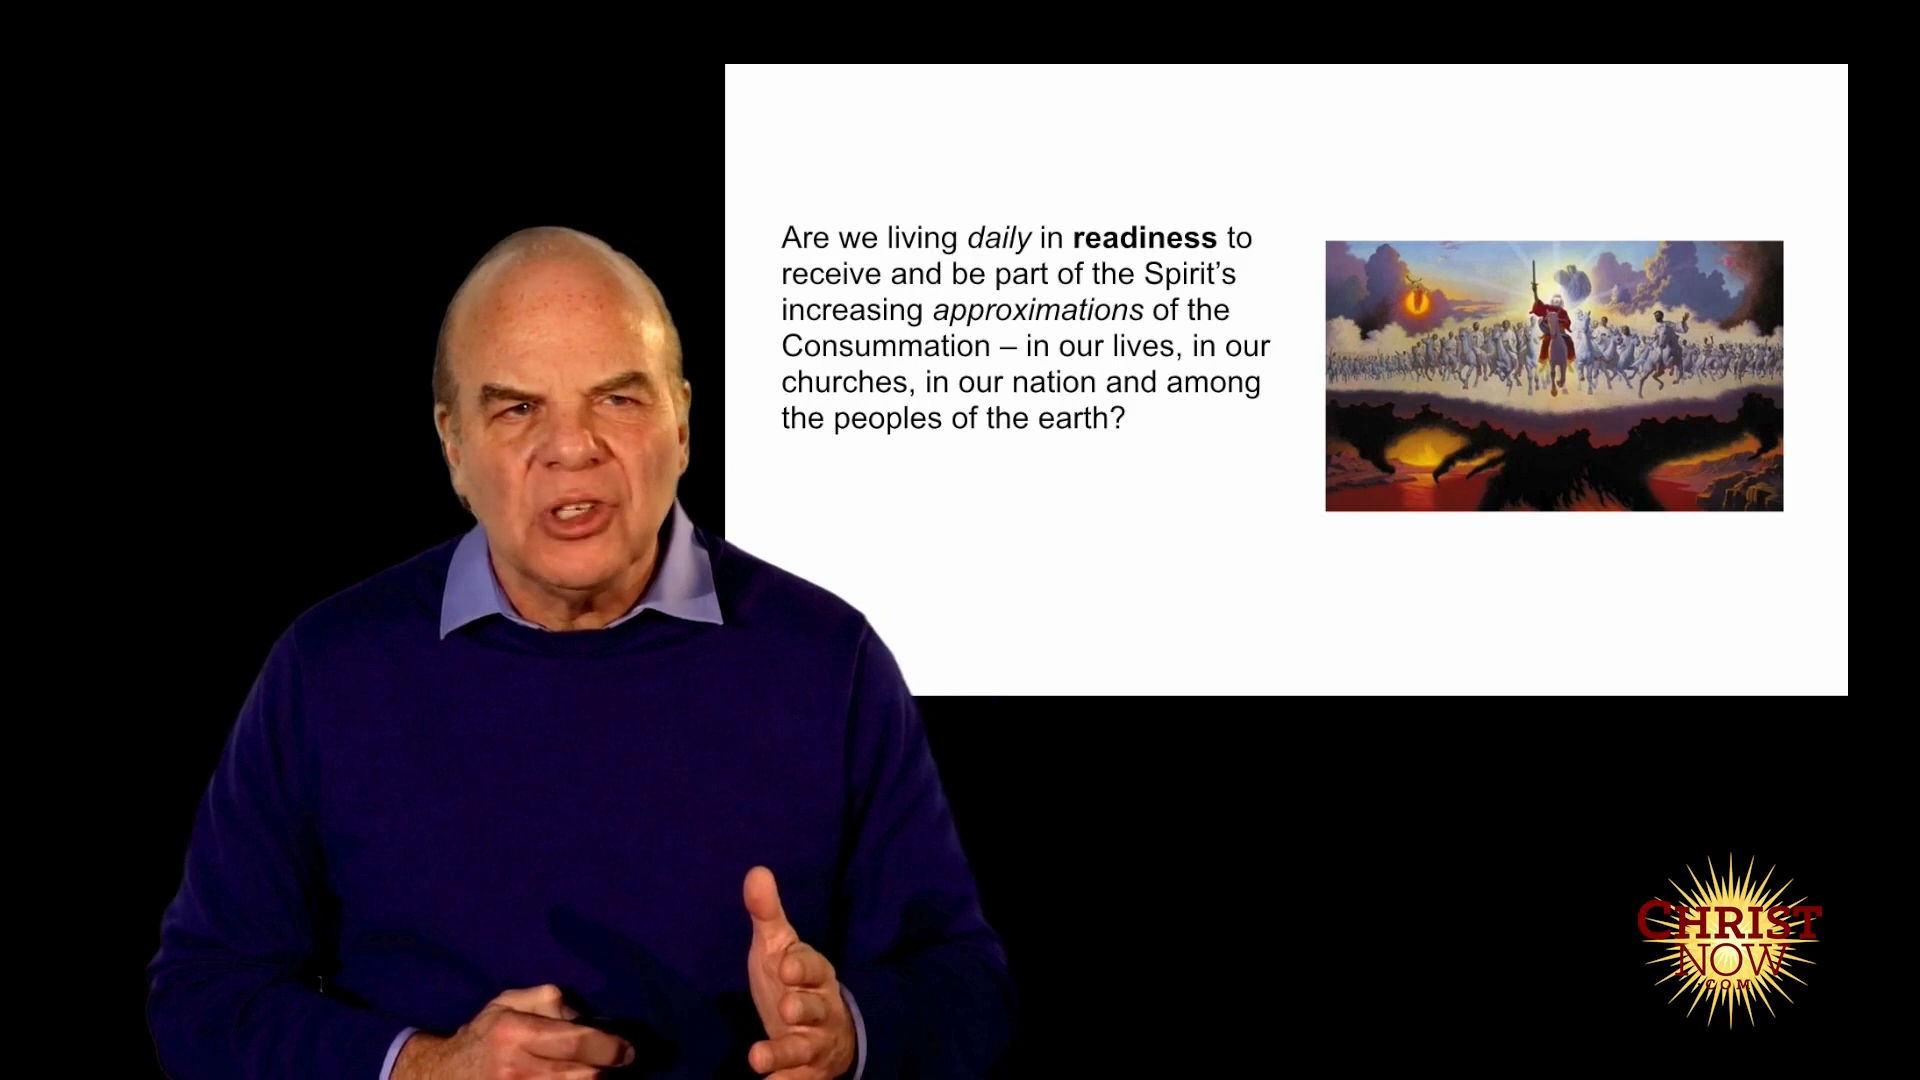 Are we living daily in readiness to
receive and be part of the Spirit’s
increasing approximations of the
Consummation – in our lives, in our
churches, in our nation and among
the peoples of the earth?
CHRIST
NOW
.COM